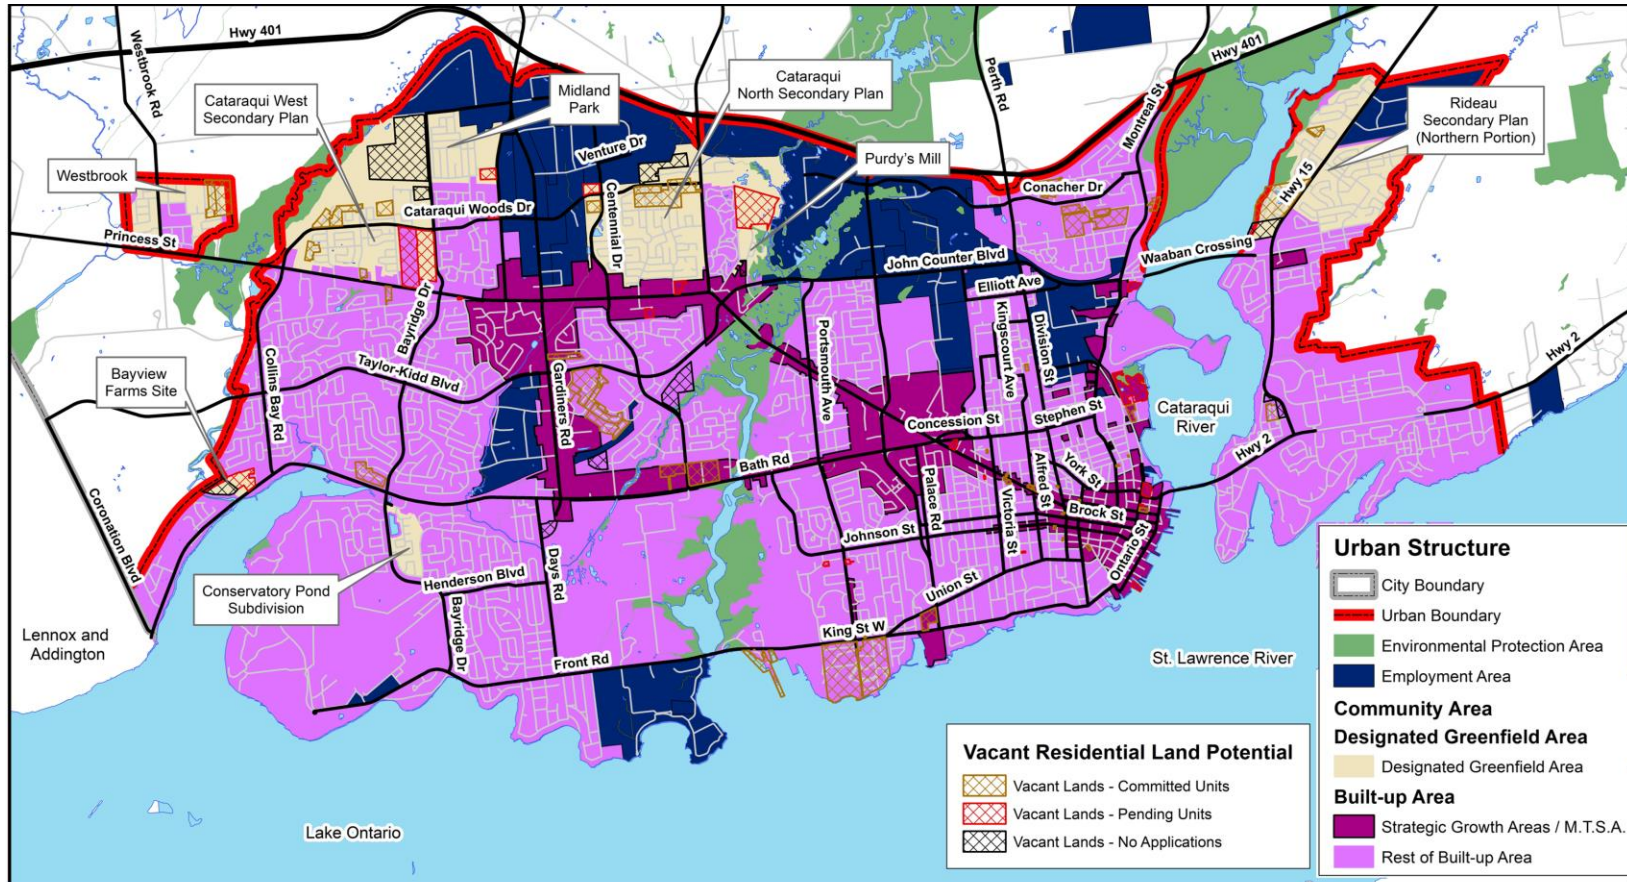 Hwy 401
Westbrook Rd
Cataraqui West
Secondary Plan
Midland
Park
Cataraqui
North Secondary Plan
Perth Rd
Hwy 401
Montreal St
Rideau
Secondary Plan
(Northern Portion)
Venture Dr
Purdy's Mill
Westbrook
Conacher Dr
Hwy 15
Cataraqui Woods Dr
Centennial Dr
Princess St
John Counter Blvd
Waaban Crossing
Elliott Ave
Bayridge Dr
Kingscourt Ave
Division St
Portsmouth Ave
Hwy 2
Bayview
Farms Site
Collins Bay Rd
Taylor-Kidd Blvd
Gardiners Rd
Concession St
Stephen St
Cataraqui
River
Bath Rd
Hwy 2
Coronation Blvd
Palace Rd
Victoria St
Alfred St
York St
Brock St
Johnson St
Ontario St
Conservatory Pond
Subdivision
Henderson Blvd
Days Rd
Union St
Bayridge Dr
Lennox and
Addington
King St W
Front Rd
St. Lawrence River
Lake Ontario
Vacant Residential Land Potential
Vacant Lands - Committed Units
Vacant Lands - Pending Units
Vacant Lands - No Applications
Urban Structure
City Boundary
Urban Boundary
Environmental Protection Area
Employment Area
Community Area
Designated Greenfield Area
Designated Greenfield Area
Built-up Area
Strategic Growth Areas / M.T.S.A.
Rest of Built-up Area